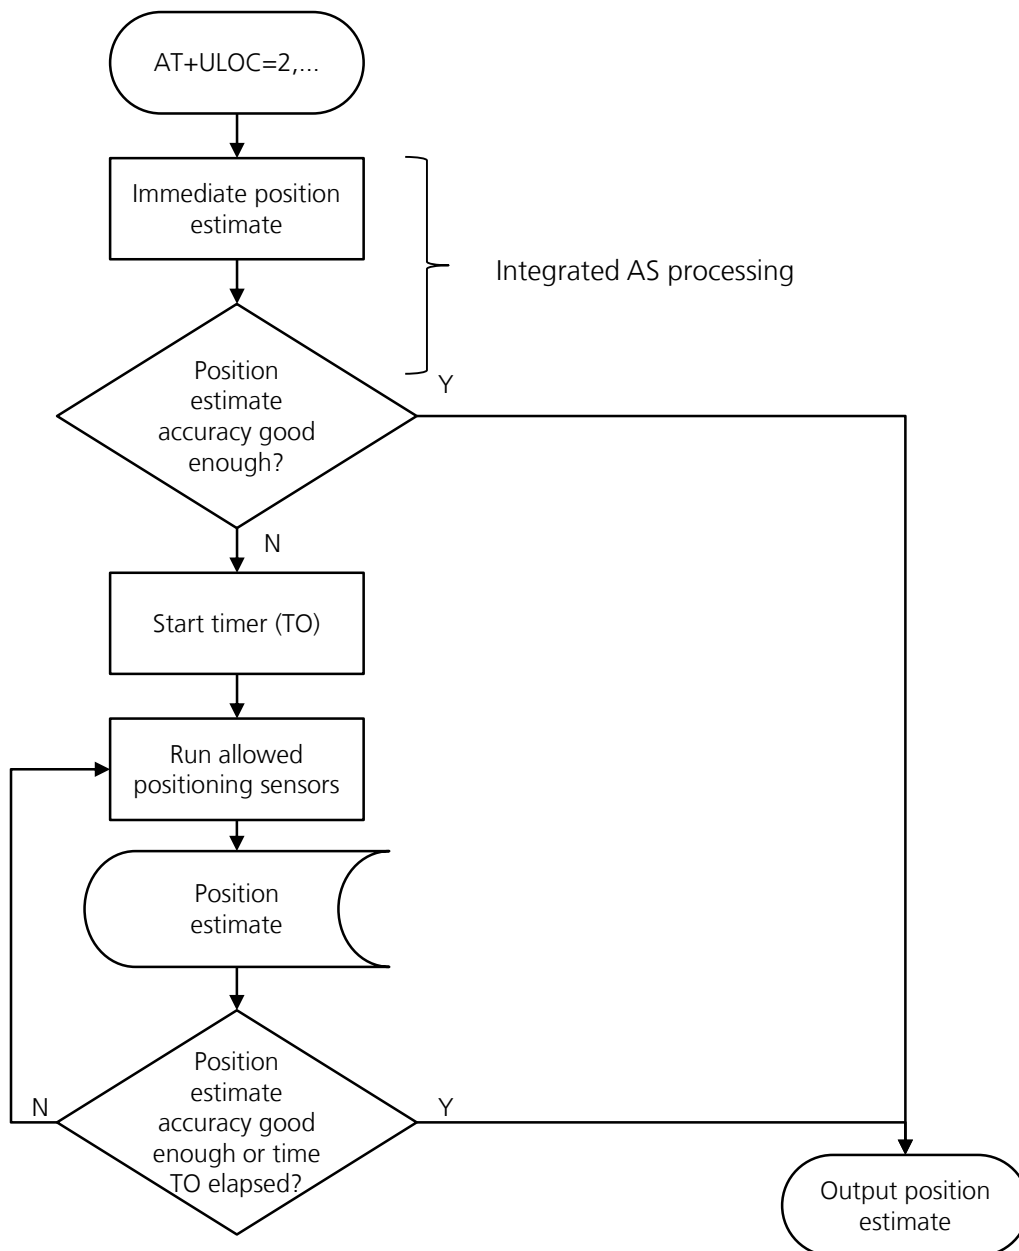 AT+ULOC=2,...
Immediate position
estimate
Integrated AS processing
Position
estimate
accuracy good
enough?
Y
N
Start timer (TO)
Run allowed
positioning sensors
Position
estimate
Position
estimate
accuracy good
enough or time
TO elapsed?
N
Y
Output position
estimate